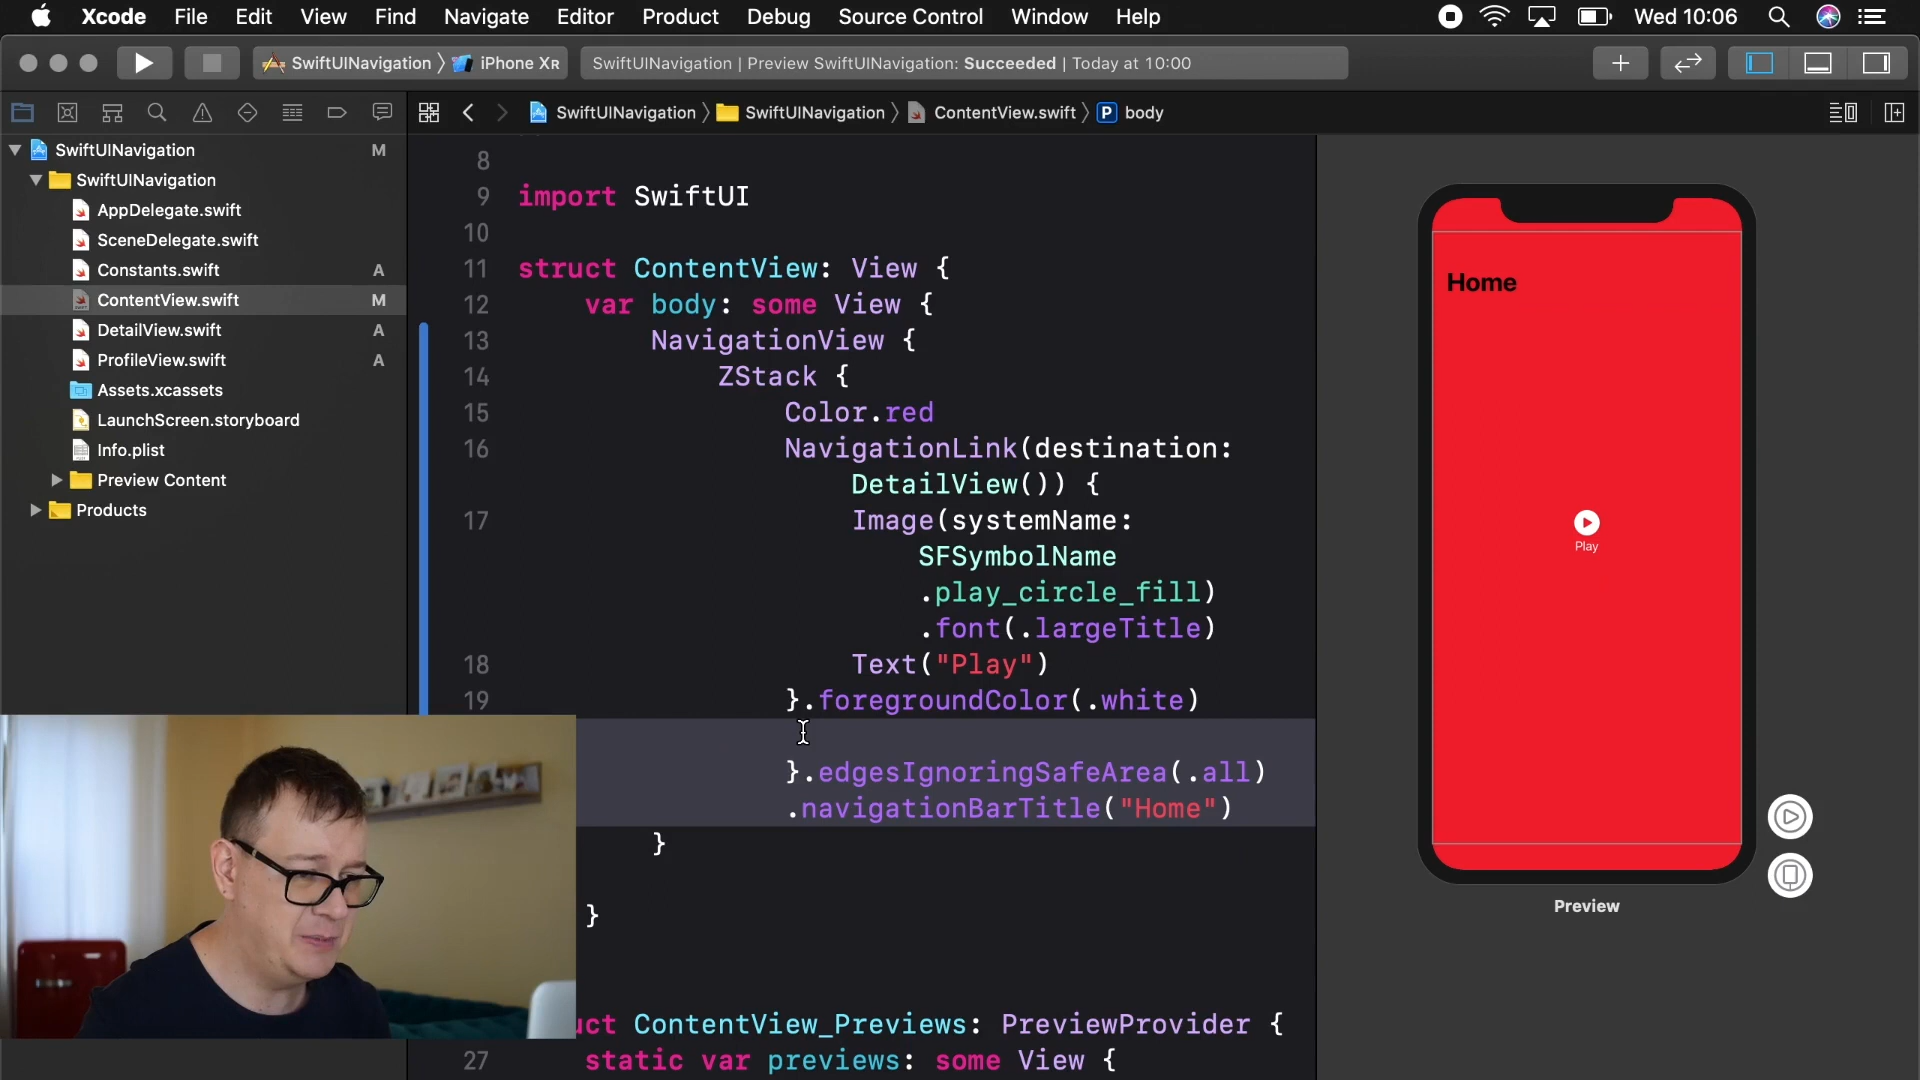 Xcode File Edit View Find Navigate Editor Product Debug Source Control Window Help Wed 10:06
SwiftUINavigation iPhone XR SwiftUINavigation | Preview SwiftUINavigation: Succeeded | Today at 10:00
SwiftUINavigation SwiftUINavigation ContentView.swift P body
SwiftUINavigation M
SwiftUINavigation
AppDelegate.swift
SceneDelegate.swift
Constants.swift A
ContentView.swift M
DetailView.swift A
ProfileView.swift A
Assets.xcassets
LaunchScreen.storyboard
Info.plist
Preview Content
Products
8
9 import SwiftUI
10
11 struct ContentView: View {
12 var body: some View {
13 NavigationView {
14 ZStack {
15 Color.red
16 NavigationLink(destination:
DetailView()) {
17 Image(systemName:
SFSymbolName
.play_circle_fill)
.font(.largeTitle)
18 Text("Play")
19 }.foregroundColor(.white)
}.edgesIgnoringSafeArea(.all)
.navigationBarTitle("Home")
}
}
uct ContentView_Previews: PreviewProvider {
27 static var previews: some View {
Home
Play
Preview